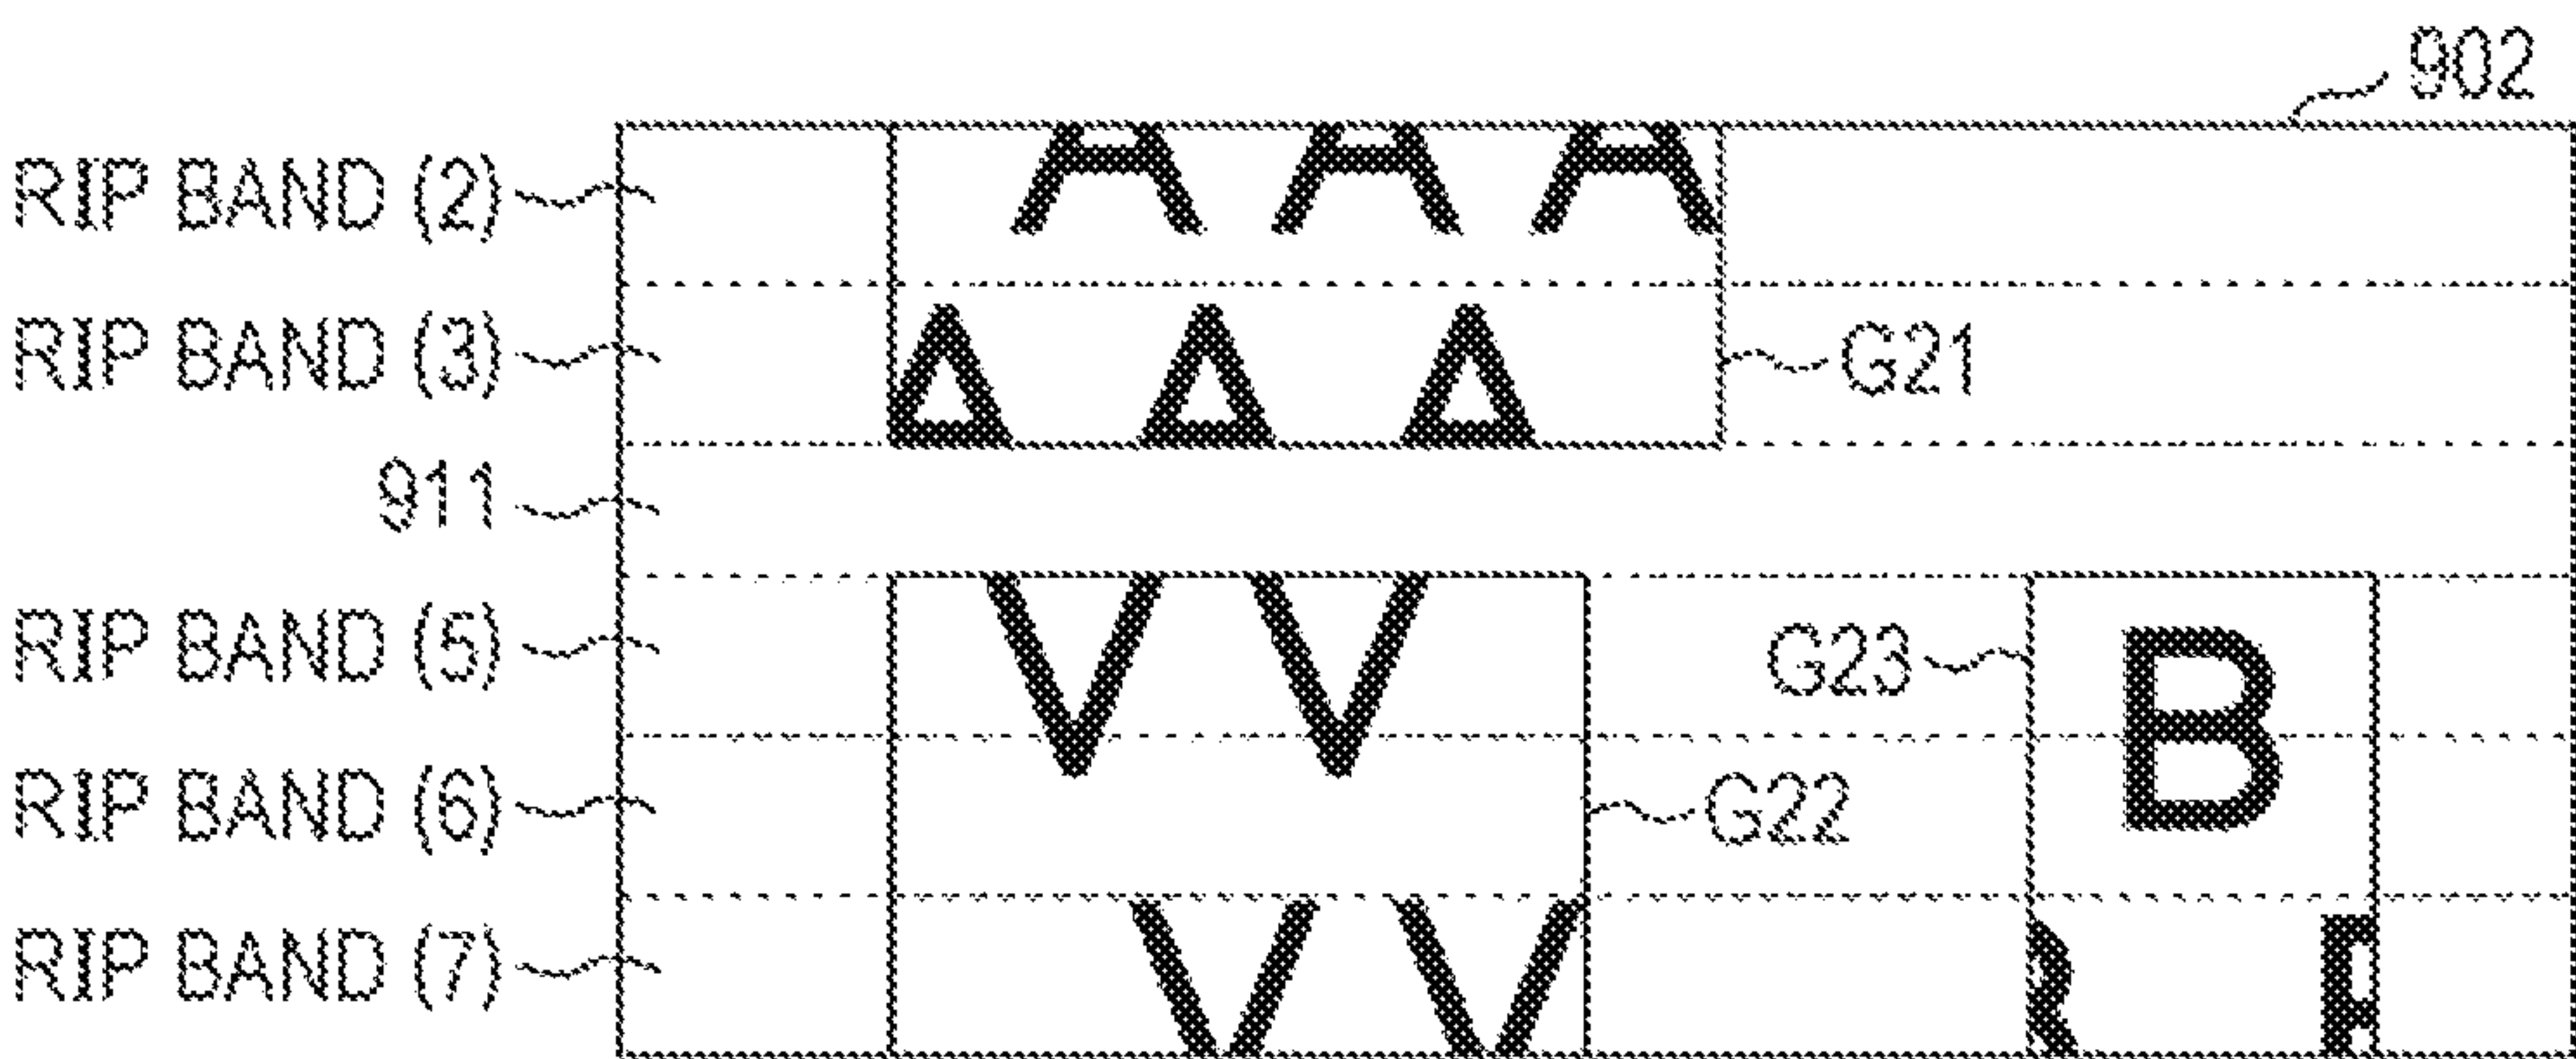 902
RIP BAND (2)
A A A
RIP BAND (3)
G21
911
RIP BAND (5)
V V
G23
B
RIP BAND (6)
G22
RIP BAND (7)
V V